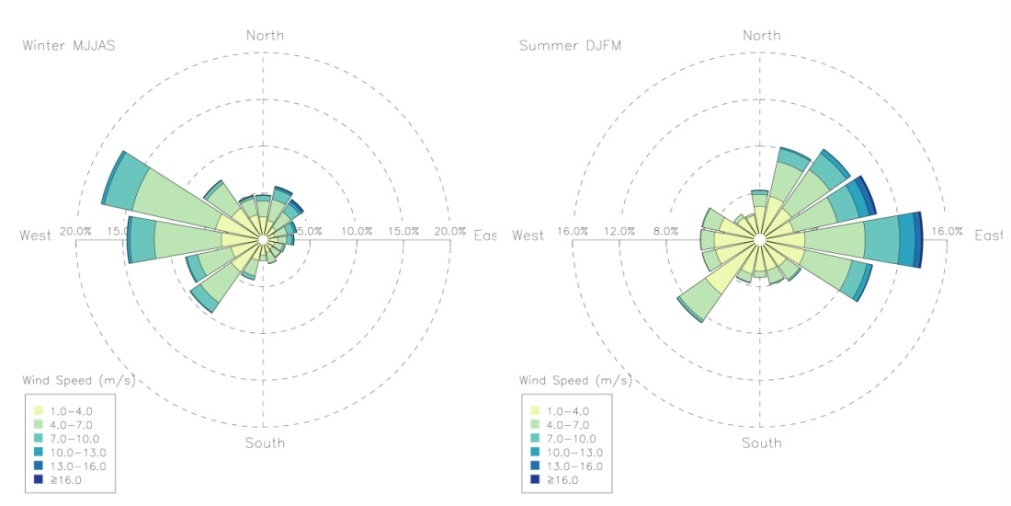 Winter MJJAS
North
West 20.0% 15.0 5.0% 10.0% 15.0% 20.0% Eas
South
Wind Speed (m/s)
1.0−4.0
4.0−7.0
7.0−10.0
10.0−13.0
13.0−16.0
≥16.0
Summer DJFM
North
West 16.0% 12.0% 8.0% 16.0% East
South
Wind Speed (m/s)
1.0−4.0
4.0−7.0
7.0−10.0
10.0−13.0
13.0−16.0
≥16.0